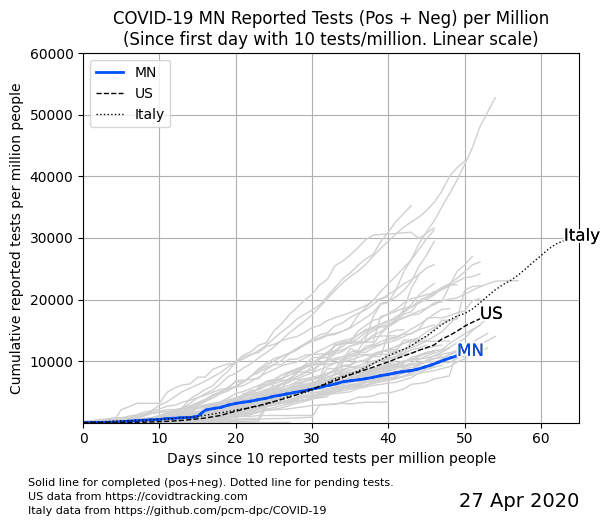 COVID-19 MN Reported Tests (Pos + Neg) per Million
(Since first day with 10 tests/million. Linear scale)
Cumulative reported tests per million people
60000
50000
40000
30000
20000
10000
MN
US
Italy
Italy
US
MN
0 10 20 30 40 50 60
Days since 10 reported tests per million people
Solid line for completed (pos+neg). Dotted line for pending tests.
US data from https://covidtracking.com
Italy data from https://github.com/pcm-dpc/COVID-19
27 Apr 2020